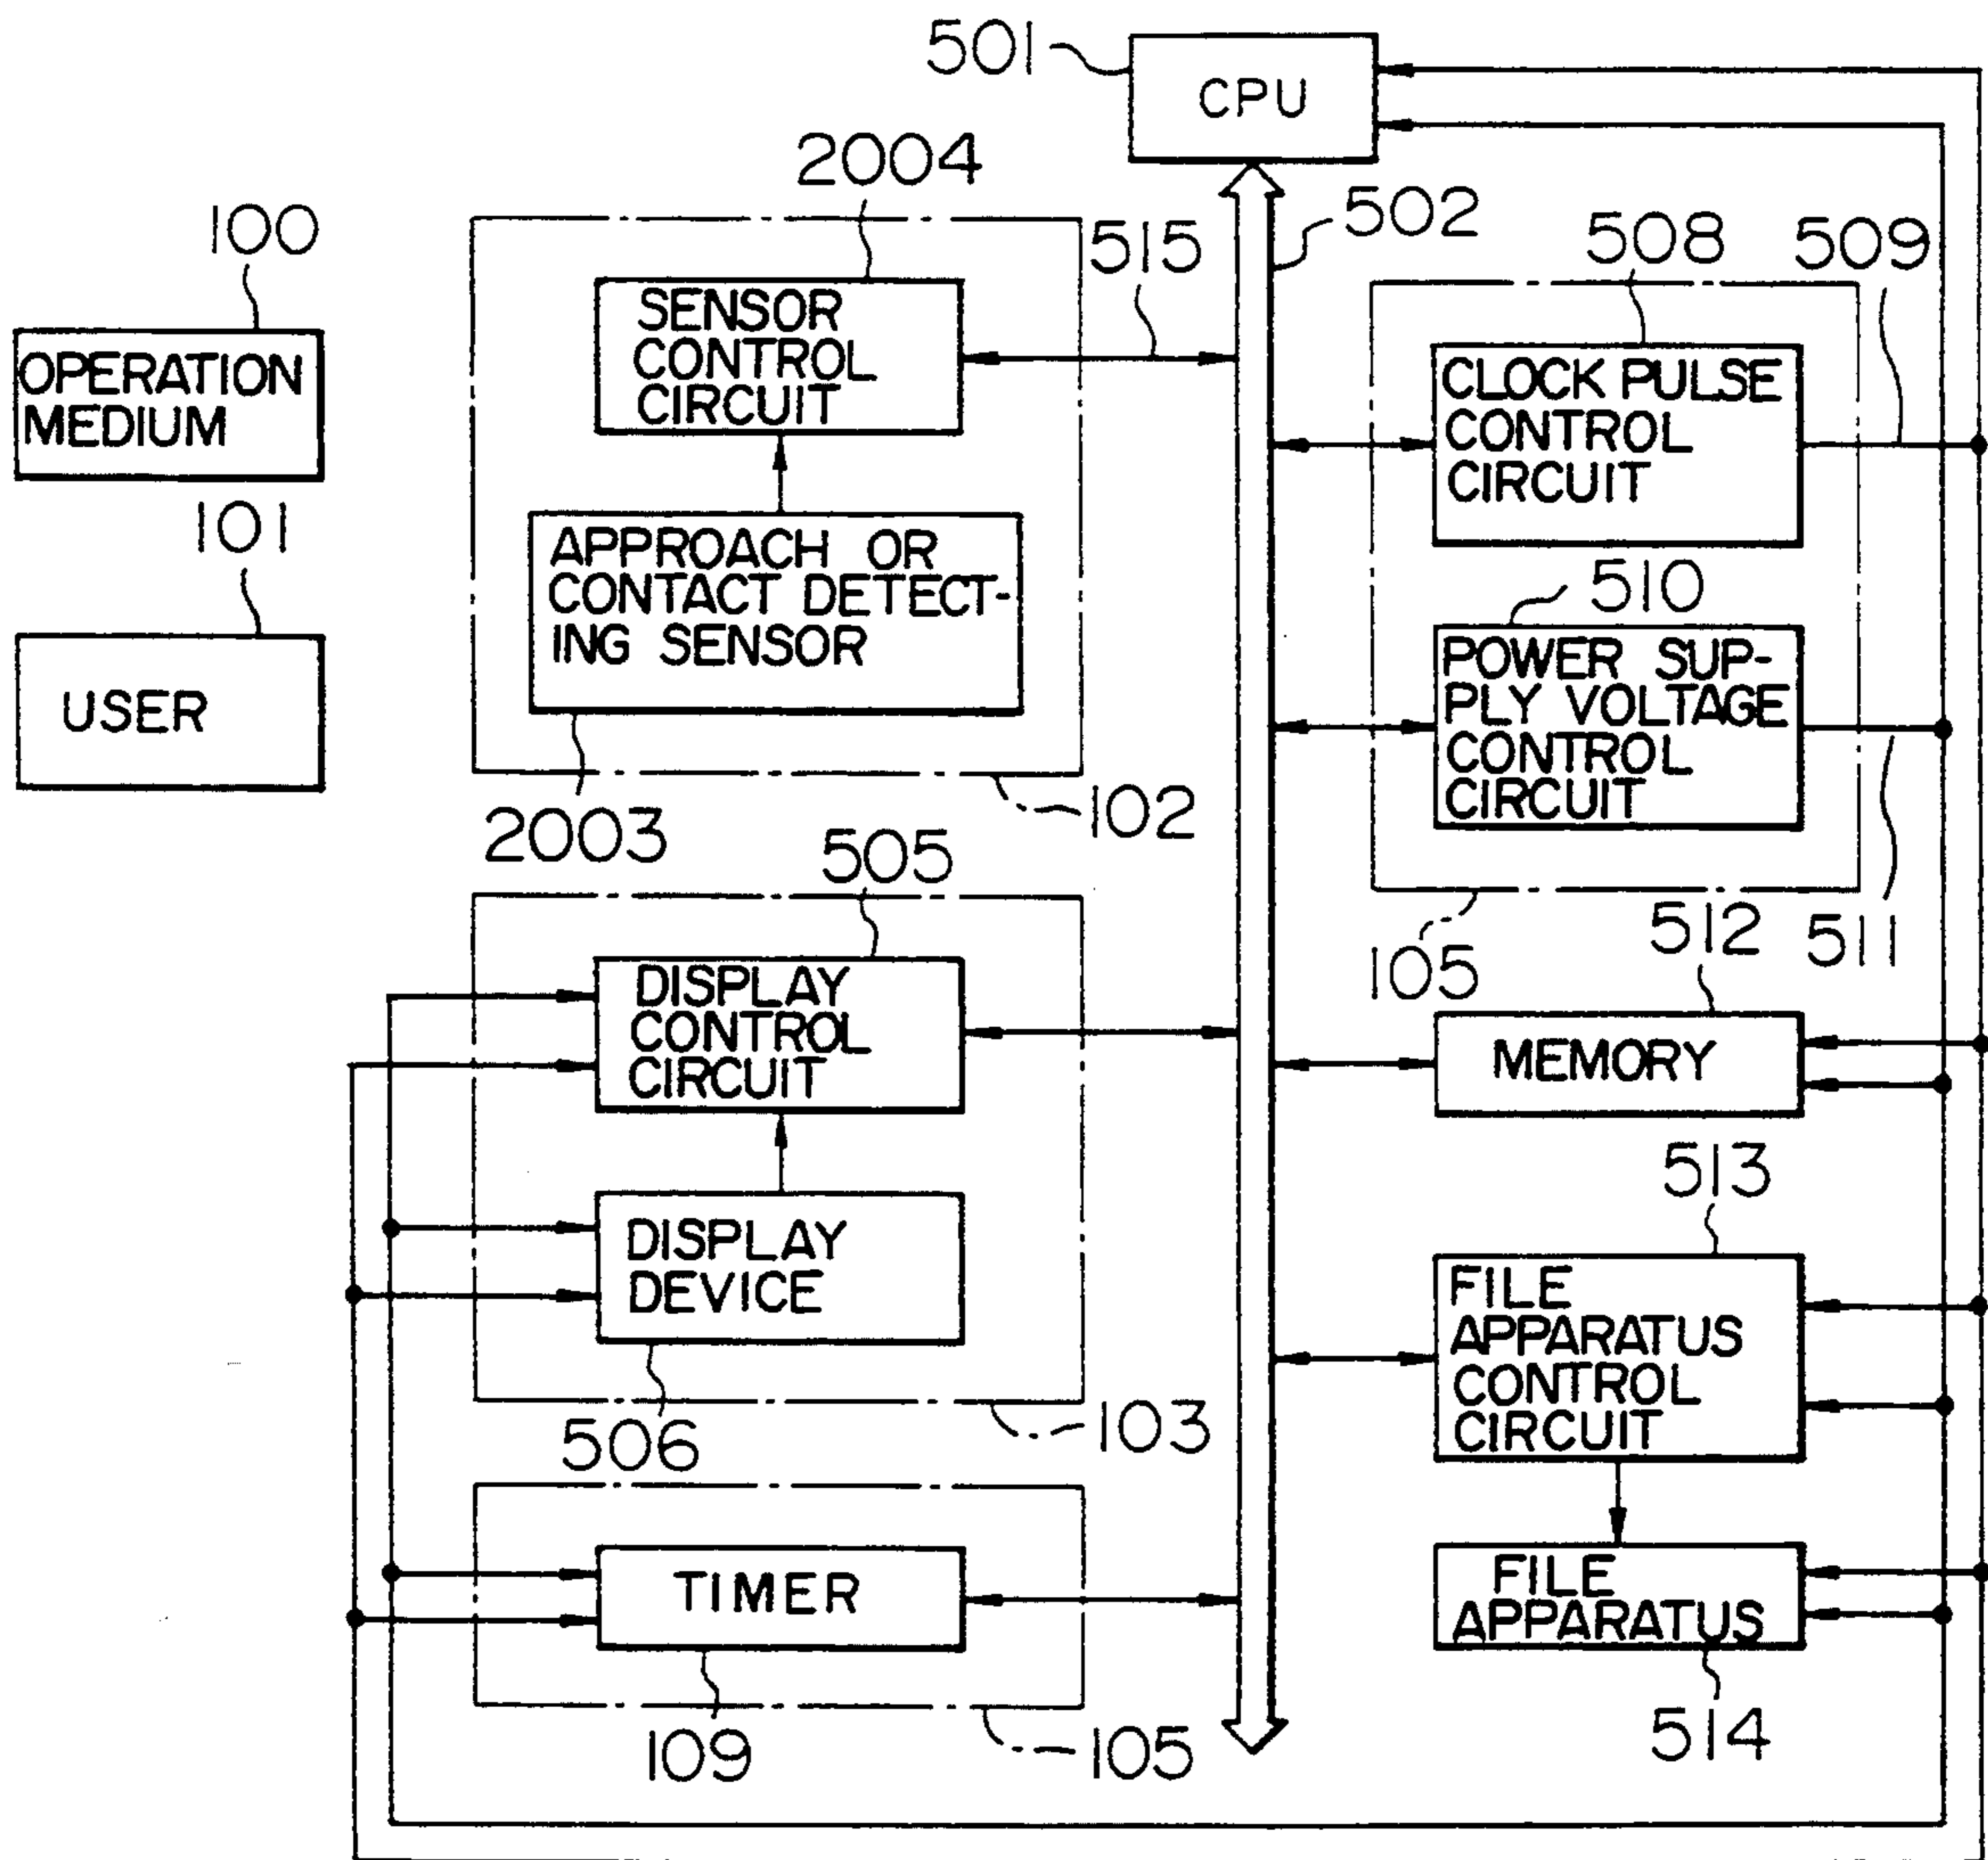 501
CPU
2004
502
100
508
509
515
SENSOR
CONTROL
CIRCUIT
OPERATION
MEDIUM
CLOCK PULSE
CONTROL
CIRCUIT
101
APPROACH OR
CONTACT DETECT-
ING SENSOR
510
USER
POWER SUP-
PLY VOLTAGE
CONTROL
CIRCUIT
2003
102
505
512
511
105
DISPLAY
CONTROL
CIRCUIT
MEMORY
513
DISPLAY
DEVICE
FILE
APPARATUS
CONTROL
CIRCUIT
506
103
TIMER
FILE
APPARATUS
109
105
514